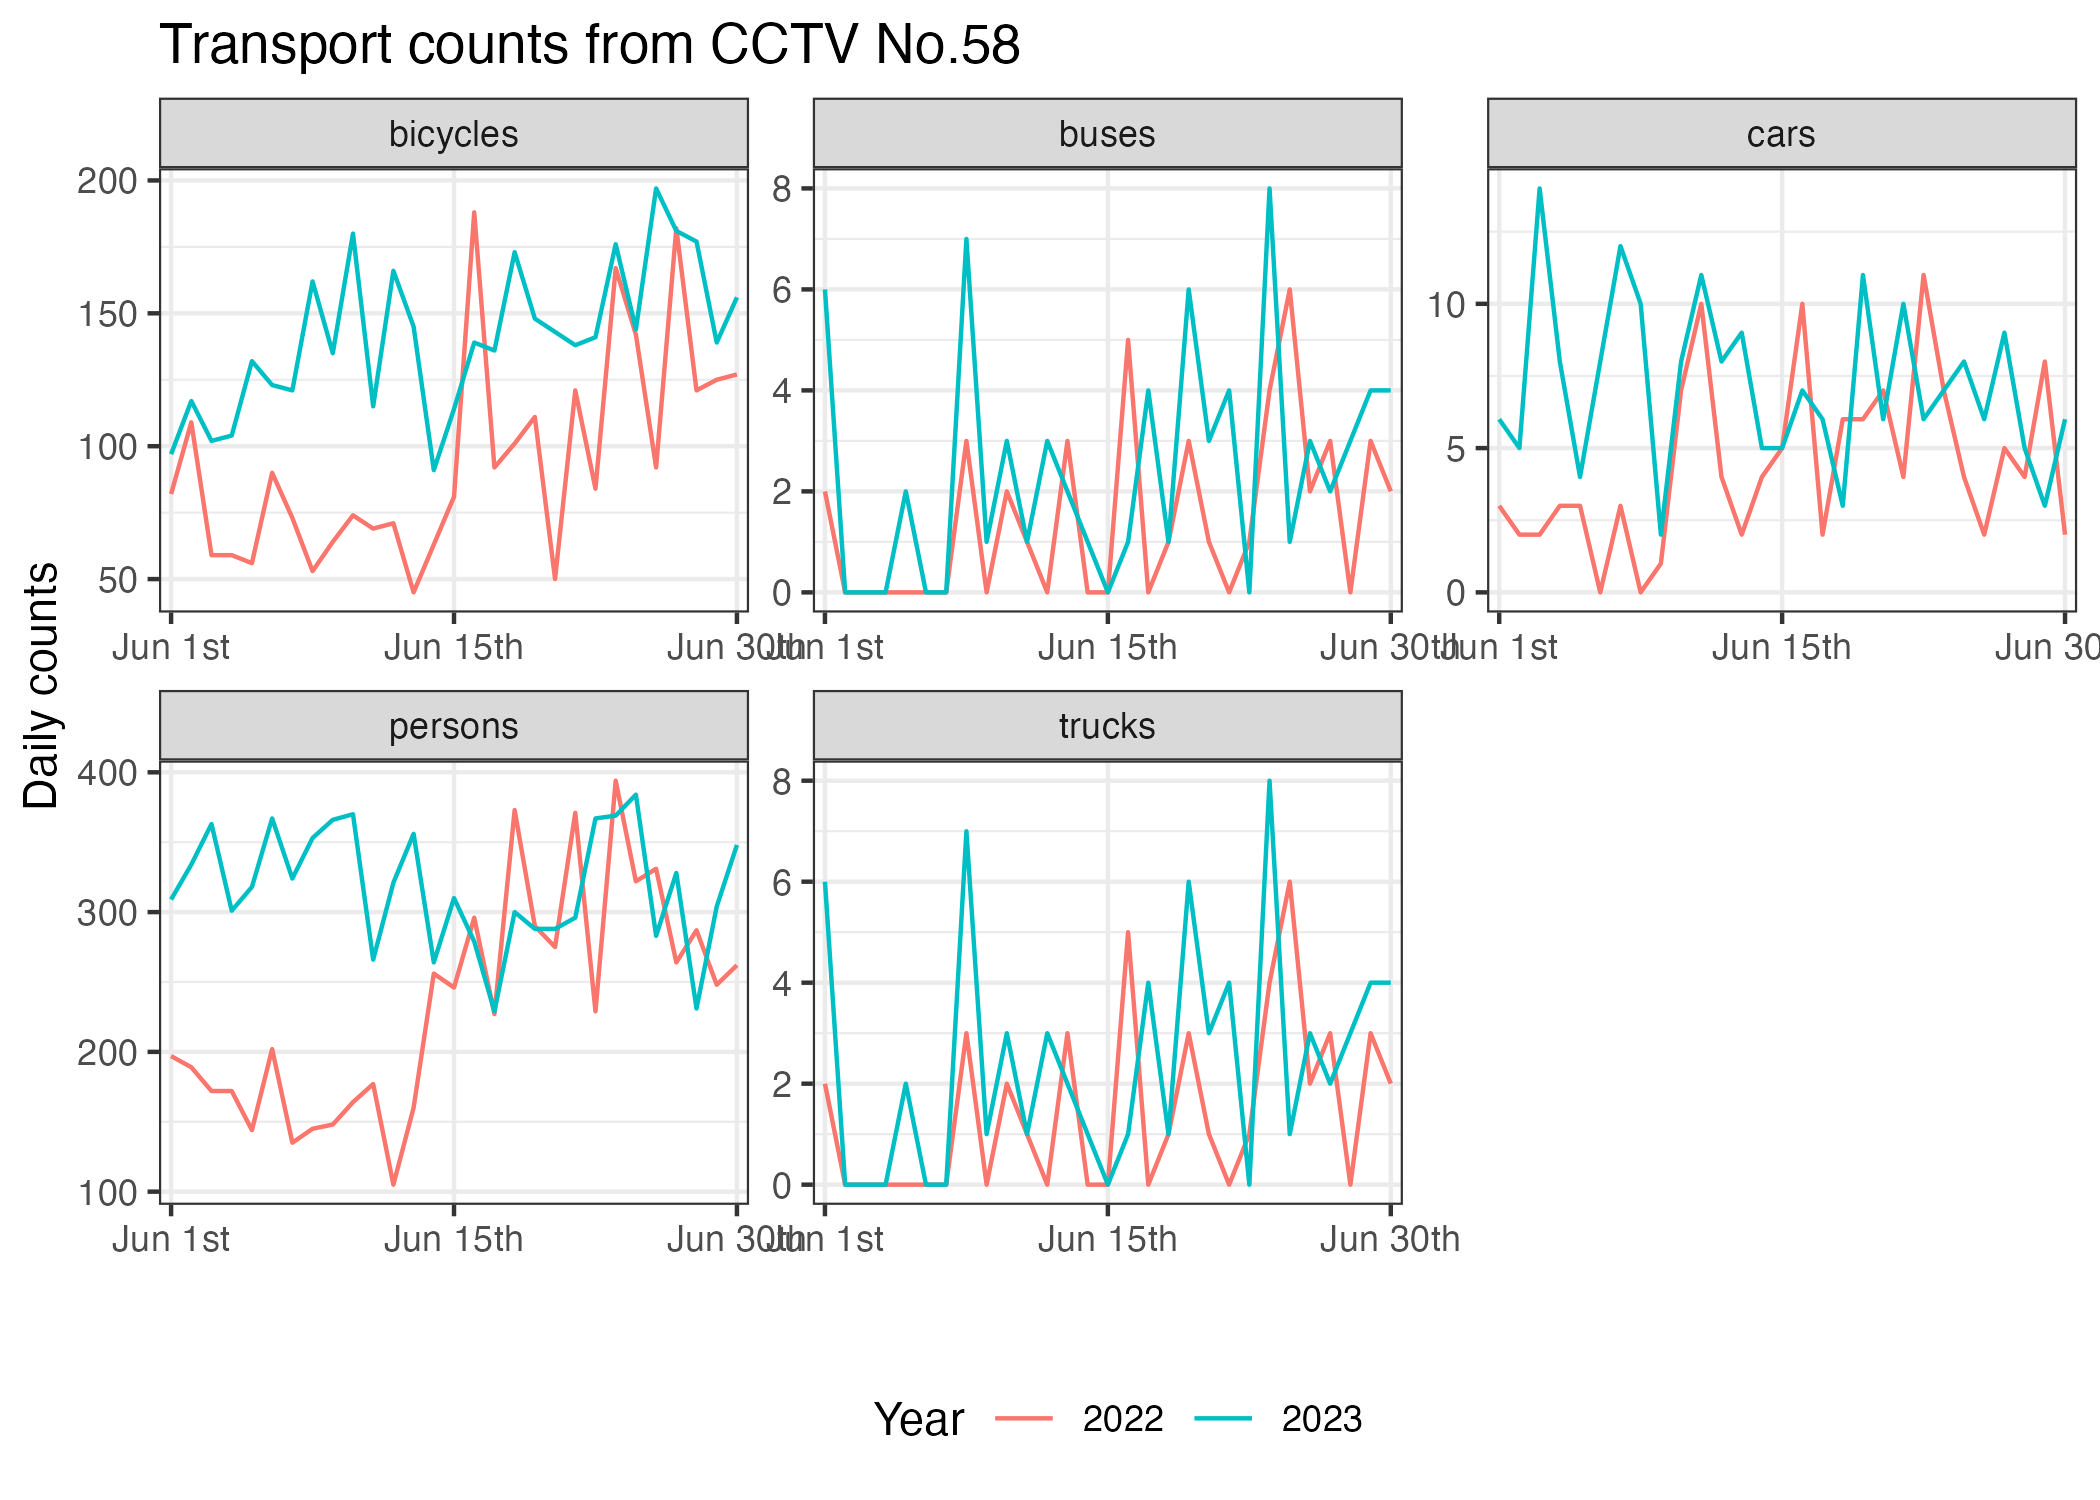 Transport counts from CCTV No.58
bicycles
buses
cars
200
150
100
50
8
6
4
2
0
10
5
0
Jun 1st Jun 15th Jun 30th
Jun 1st Jun 15th Jun 30th
Jun 1st Jun 15th Jun 30
Daily counts
persons
trucks
400
300
200
100
8
6
4
2
0
Jun 1st Jun 15th Jun 30th
Jun 1st Jun 15th Jun 30th
Year 2022 2023